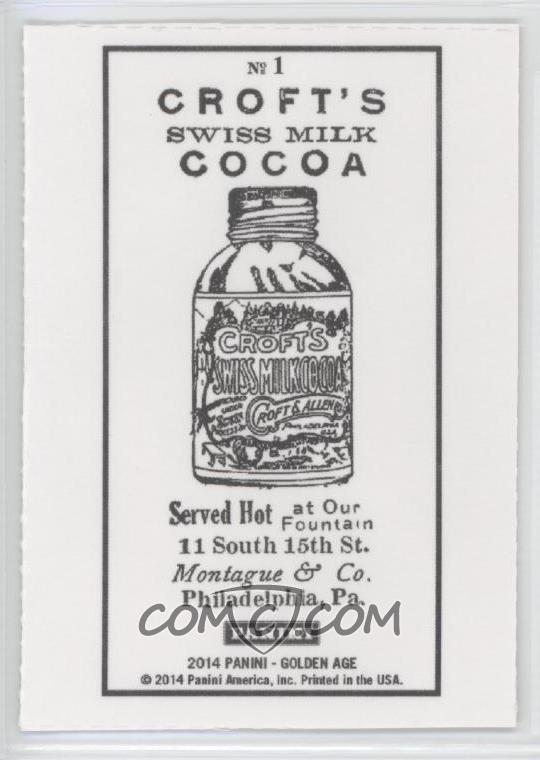 № 1
CROFT'S
SWISS MILK
COCOA
CROFT'S
SWISS MILK COCOA
CROFT & ALLEN
PHILADELPHIA
Served Hot at Our Fountain
11 South 15th St.
Montague & Co.
Philadelphia, Pa.
COMC.COM
PANINI
2014 PANINI - GOLDEN AGE
© 2014 Panini America, Inc. Printed in the USA.